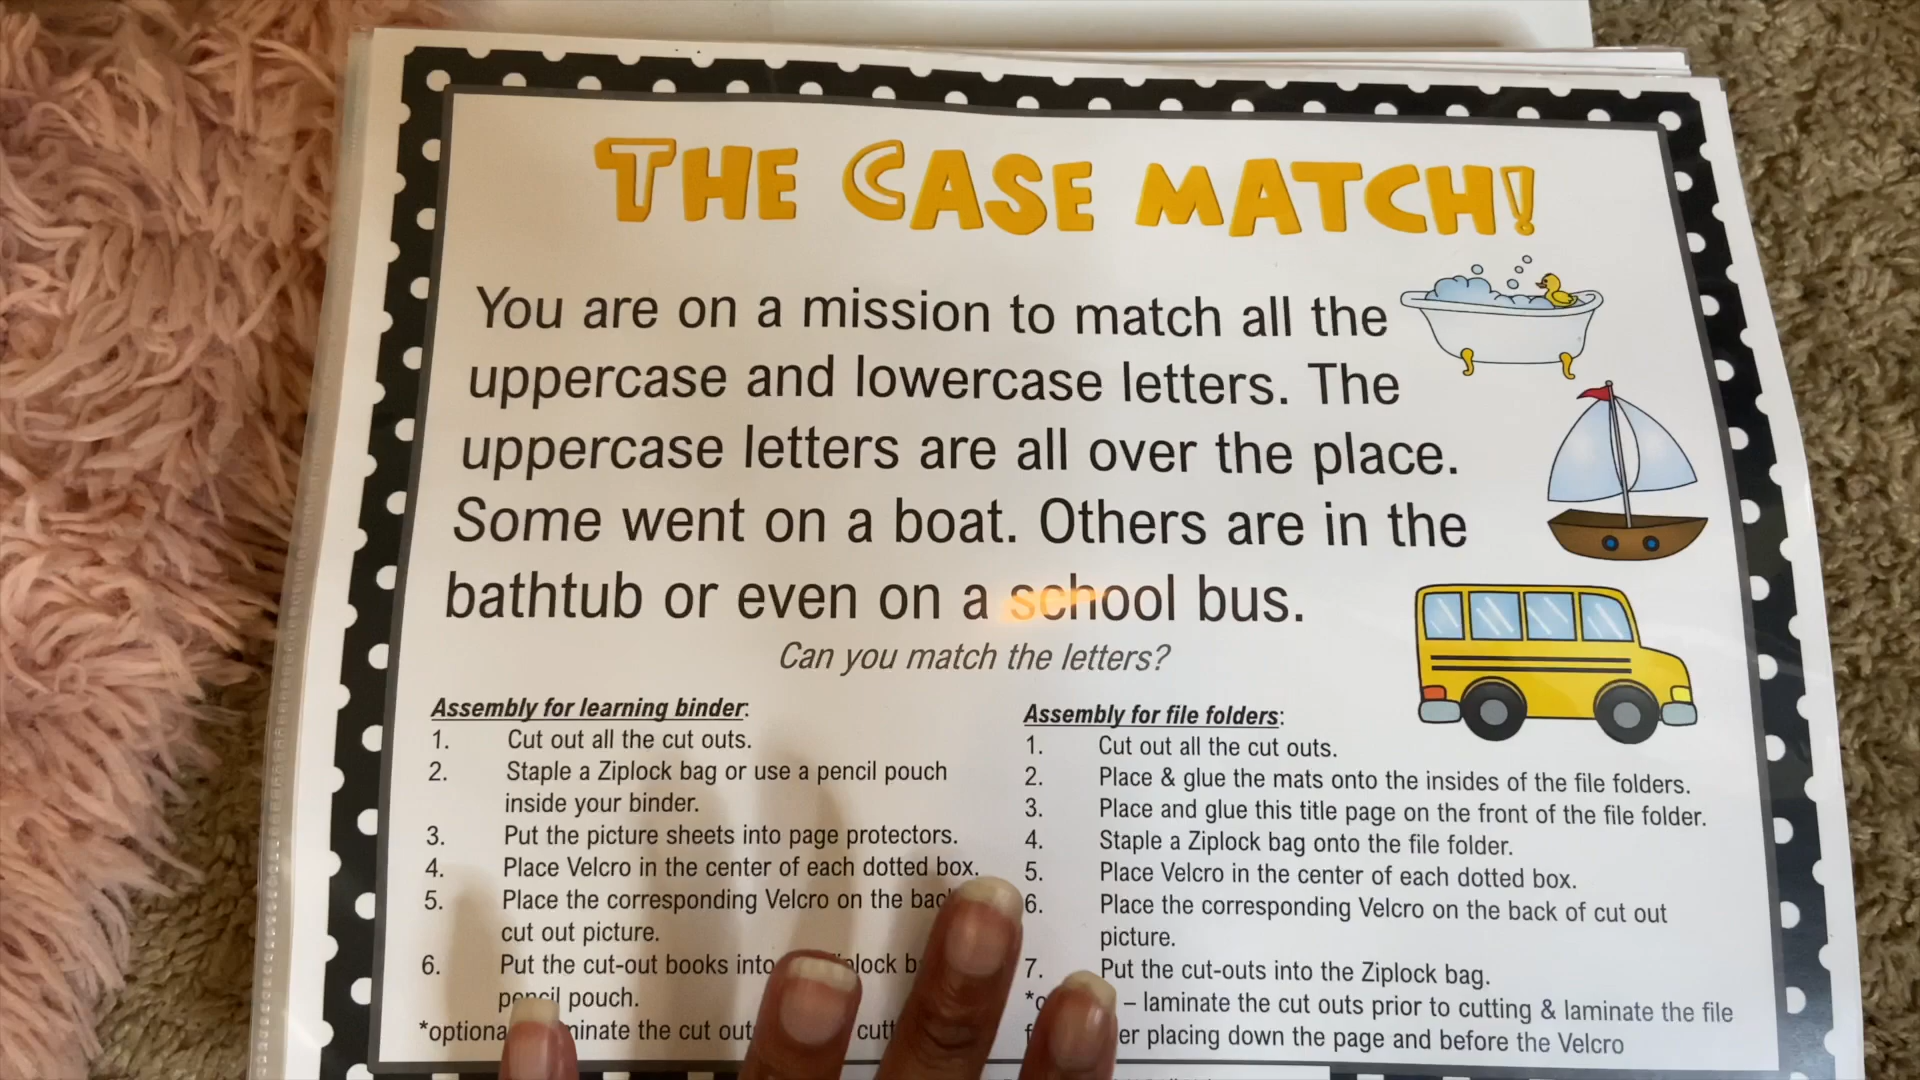 THE CASE MATCH!
You are on a mission to match all the
uppercase and lowercase letters. The
uppercase letters are all over the place.
Some went on a boat. Others are in the
bathtub or even on a school bus.
Can you match the letters?
Assembly for learning binder:
1. Cut out all the cut outs.
2. Staple a Ziplock bag or use a pencil pouch
inside your binder.
3. Put the picture sheets into page protectors.
4. Place Velcro in the center of each dotted box.
5. Place the corresponding Velcro on the
cut out picture.
6. Put the cut-out books into
pencil pouch.
the cut
Assembly for file folders:
1. Cut out all the cut outs.
2. Place & glue the mats onto the insides of the file folders.
3. Place and glue this title page on the front of the file folder.
4. Staple a Ziplock bag onto the file folder.
5. Place Velcro in the center of each dotted box.
6. Place the corresponding Velcro on the back of cut out
picture.
7. Put the cut-outs into the Ziplock bag.
– laminate the cut outs prior to cutting & laminate the file
placing down the page and before the Velcro